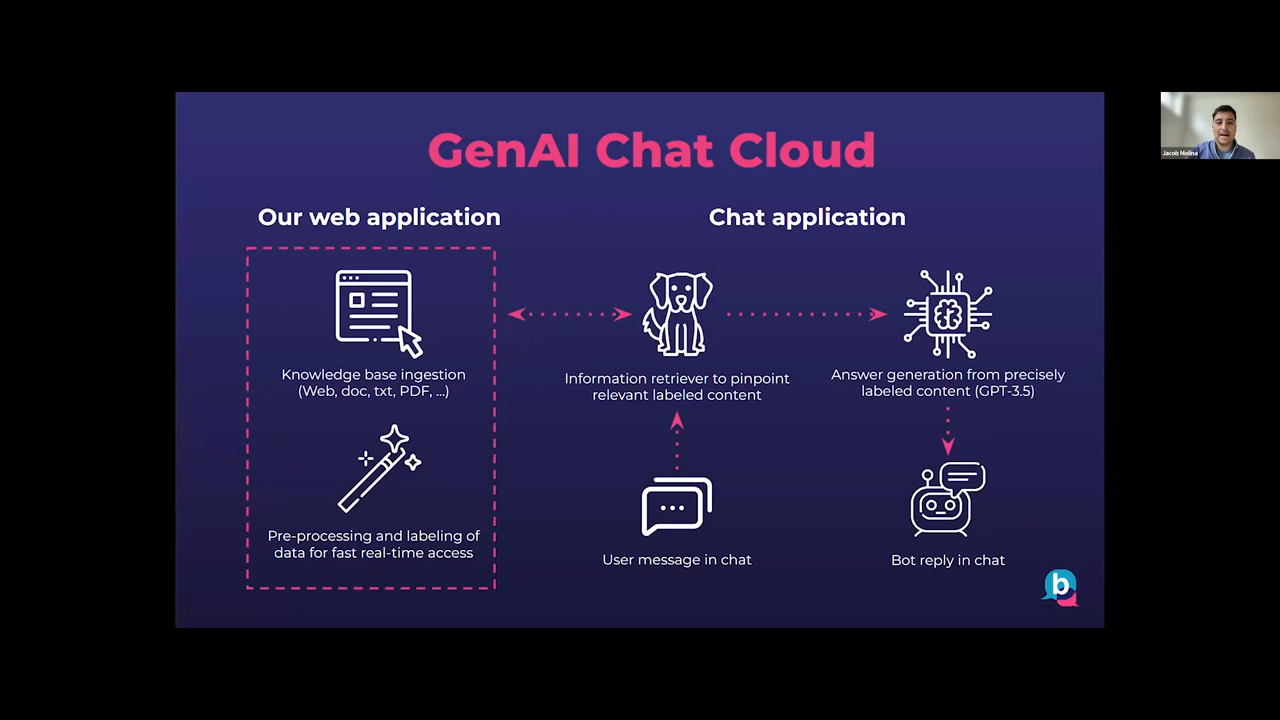 GenAI Chat Cloud
Our web application
Knowledge base ingestion
(Web, doc, txt, PDF, ...)
Pre-processing and labeling of
data for fast real-time access
Chat application
Information retriever to pinpoint
relevant labeled content
Answer generation from precisely
labeled content (GPT-3.5)
User message in chat
Bot reply in chat
b
Jacob Molina